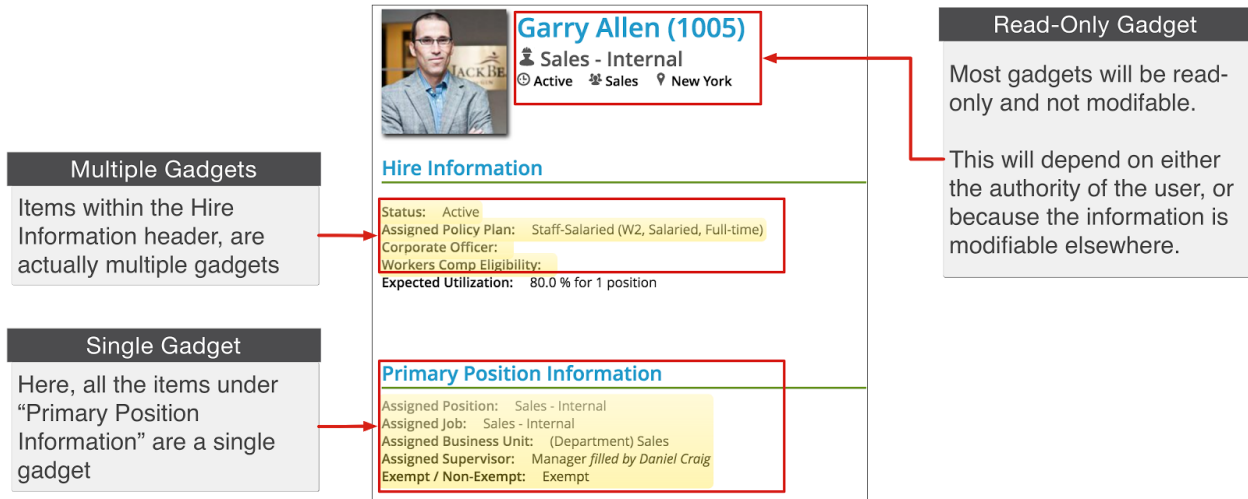 Garry Allen (1005)
Sales - Internal
Active Sales New York
JACK BE
Read-Only Gadget
Most gadgets will be read-
only and not modifable.
This will depend on either
the authority of the user, or
because the information is
modifiable elsewhere.
Multiple Gadgets
Items within the Hire
Information header, are
actually multiple gadgets
Hire Information
Status: Active
Assigned Policy Plan: Staff-Salaried (W2, Salaried, Full-time)
Corporate Officer:
Workers Comp Eligibility:
Expected Utilization: 80.0 % for 1 position
Single Gadget
Here, all the items under
“Primary Position
Information” are a single
gadget
Primary Position Information
Assigned Position: Sales - Internal
Assigned Job: Sales - Internal
Assigned Business Unit: (Department) Sales
Assigned Supervisor: Manager filled by Daniel Craig
Exempt / Non-Exempt: Exempt